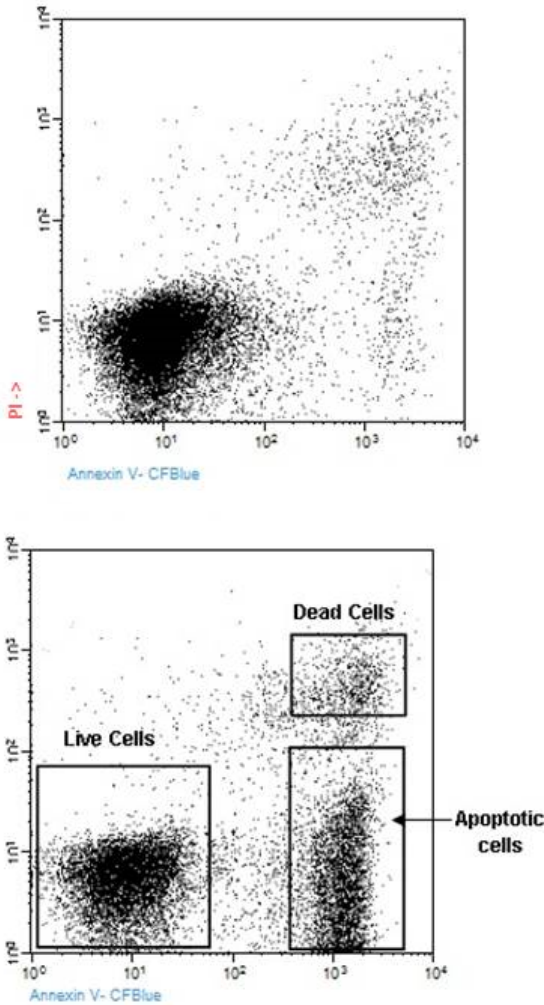 10⁴
10³
10²
10¹
10⁰
PI ->
10⁰ 10¹ 10² 10³ 10⁴
Annexin V- CFBlue
10⁴
Dead Cells
10³
Live Cells
10²
Apoptotic
cells
10¹
10⁰
10⁰ 10¹ 10² 10³ 10⁴
Annexin V- CFBlue